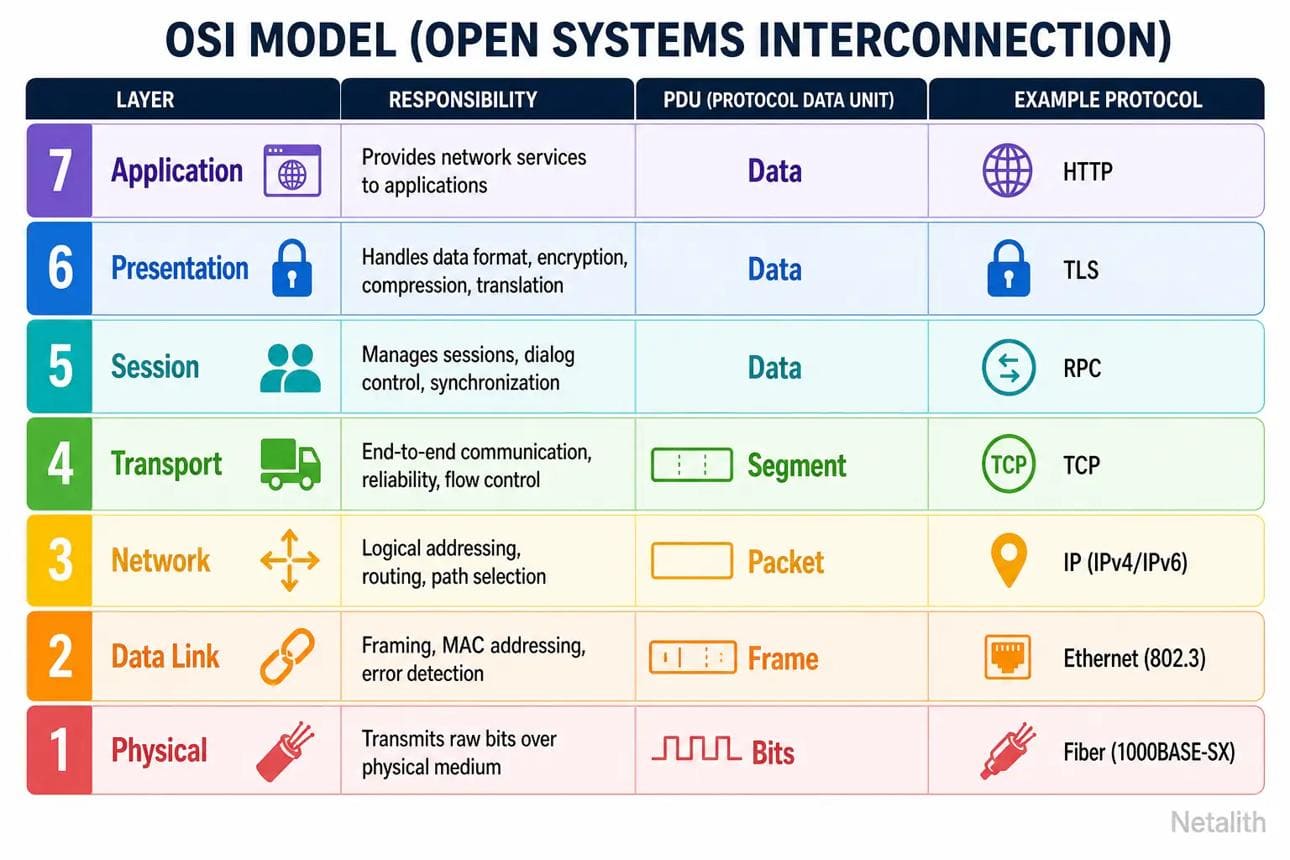 OSI MODEL (OPEN SYSTEMS INTERCONNECTION)
LAYER RESPONSIBILITY PDU (PROTOCOL DATA UNIT) EXAMPLE PROTOCOL
7 Application Provides network services Data HTTP
to applications
6 Presentation Handles data format, encryption, Data TLS
compression, translation
5 Session Manages sessions, dialog Data RPC
control, synchronization
4 Transport End-to-end communication, Segment TCP TCP
reliability, flow control
3 Network Logical addressing, Packet IP (IPv4/IPv6)
routing, path selection
2 Data Link Framing, MAC addressing, Frame Ethernet (802.3)
error detection
1 Physical Transmits raw bits over Bits Fiber (1000BASE-SX)
physical medium
Netalith